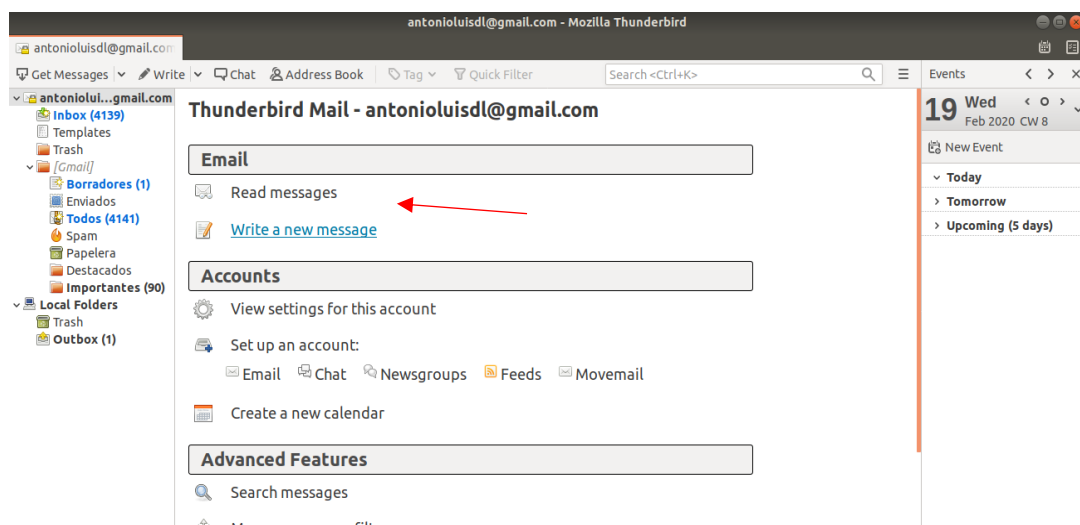 antonioluisdl@gmail.com - Mozilla Thunderbird
antonioluisdl@gmail.com
Get Messages Write Chat Address Book Tag Quick Filter Search <Ctrl+K>
antoniolui...gmail.com
Inbox (4139)
Templates
Trash
[Gmail]
Borradores (1)
Enviados
Todos (4141)
Spam
Papelera
Destacados
Importantes (90)
Local Folders
Trash
Outbox (1)
Thunderbird Mail - antonioluisdl@gmail.com
Email
Read messages
Write a new message
Accounts
View settings for this account
Set up an account:
Email Chat Newsgroups Feeds Movemail
Create a new calendar
Advanced Features
Search messages
Events
19 Wed
Feb 2020 CW 8
New Event
Today
Tomorrow
Upcoming (5 days)